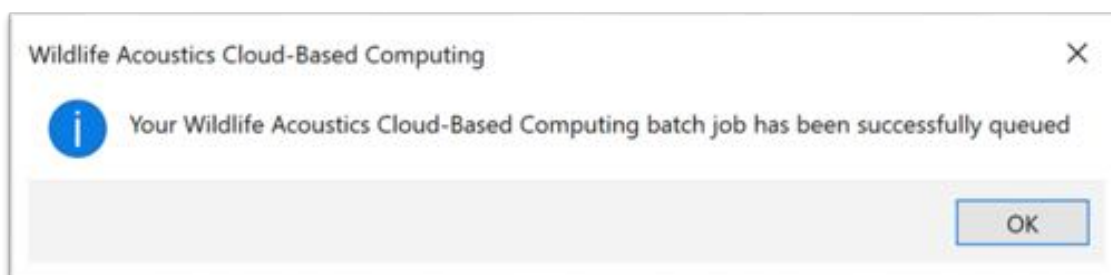 Wildlife Acoustics Cloud-Based Computing
Your Wildlife Acoustics Cloud-Based Computing batch job has been successfully queued
OK